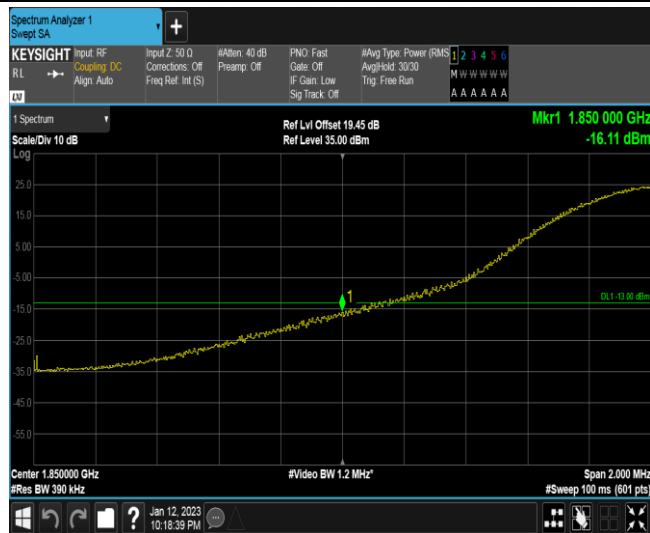 Spectrum Analyzer 1
Swept SA
+
KEYSIGHT
RL
LXI
Input: RF
Coupling: DC
Align: Auto
Input Z: 50 Ω
Corrections: Off
Freq Ref: Int (S)
#Atten: 40 dB
Preamp: Off
PNO: Fast
Gate: Off
IF Gain: Low
Sig Track: Off
#Avg Type: Power (RMS
Avg|Hold: 30/30
Trig: Free Run
1 2 3 4 5 6
M W W W W W
A A A A A A
1 Spectrum
Scale/Div 10 dB
Log
Ref Lvl Offset 19.45 dB
Ref Level 35.00 dBm
Mkr1 1.850 000 GHz
-16.11 dBm
25.0
15.0
5.00
-5.00
-15.0
-25.0
-35.0
-45.0
-55.0
1
DL1 -13.00 dBm
Center 1.850000 GHz
#Res BW 390 kHz
#Video BW 1.2 MHz*
Span 2.000 MHz
#Sweep 100 ms (601 pts)
?
Jan 12, 2023
10:18:39 PM